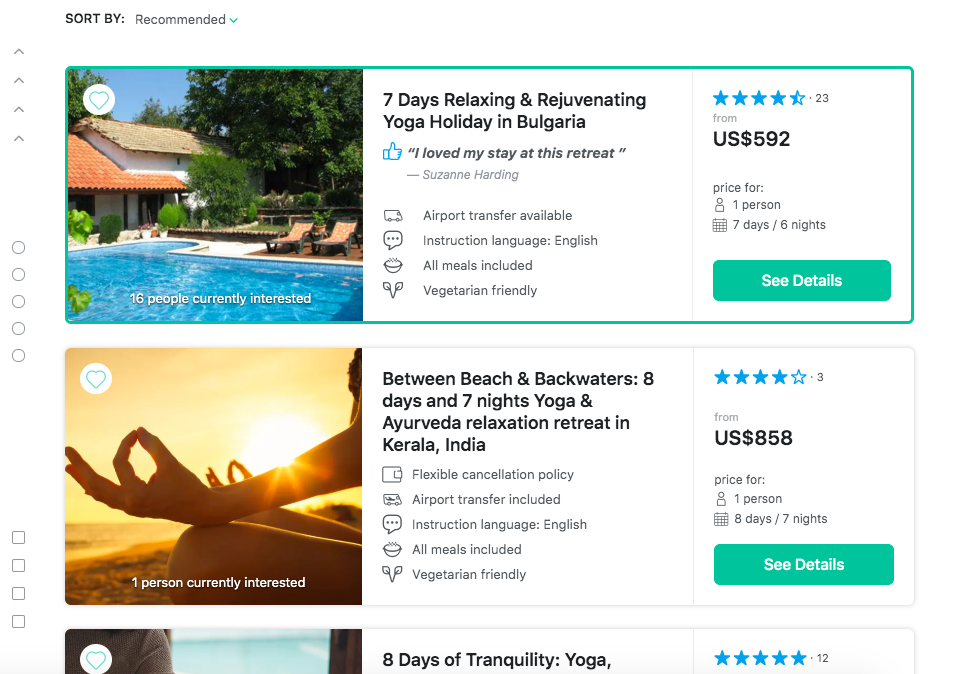 SORT BY: Recommended
7 Days Relaxing & Rejuvenating
Yoga Holiday in Bulgaria
“I loved my stay at this retreat ”
— Suzanne Harding
Airport transfer available
Instruction language: English
All meals included
Vegetarian friendly
16 people currently interested
· 23
from
US$592
price for:
1 person
7 days / 6 nights
See Details
Between Beach & Backwaters: 8
days and 7 nights Yoga &
Ayurveda relaxation retreat in
Kerala, India
Flexible cancellation policy
Airport transfer included
Instruction language: English
All meals included
Vegetarian friendly
1 person currently interested
· 3
from
US$858
price for:
1 person
8 days / 7 nights
See Details
8 Days of Tranquility: Yoga,
· 12